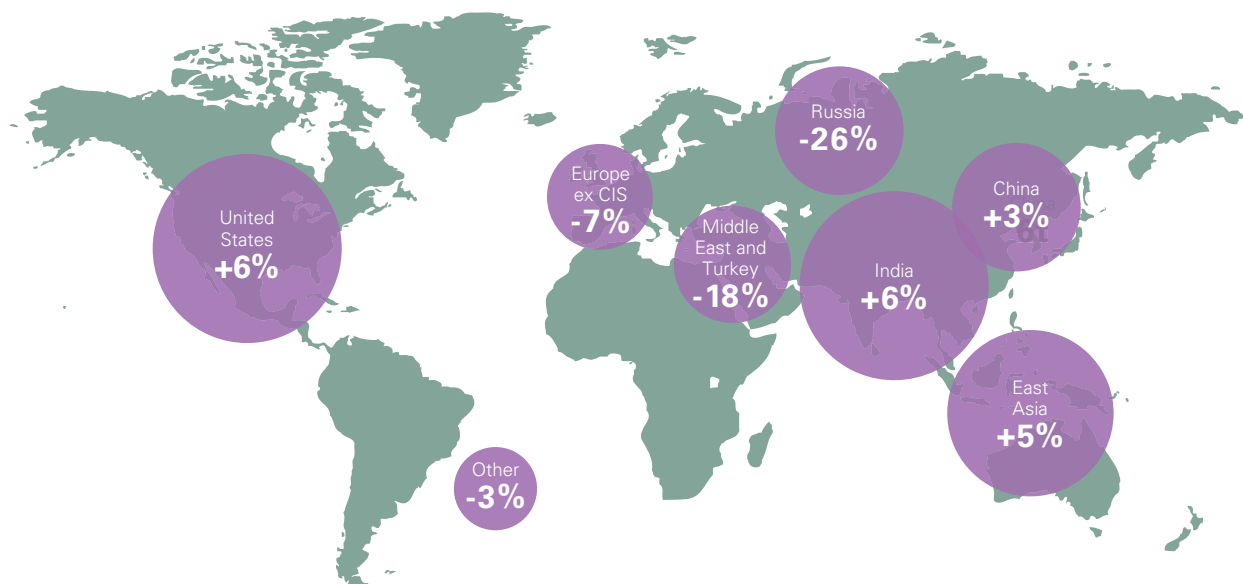 United
States
+6%
Europe
ex CIS
-7%
Middle
East and
Turkey
-18%
Russia
-26%
China
+3%
India
+6%
East
Asia
+5%
Other
-3%